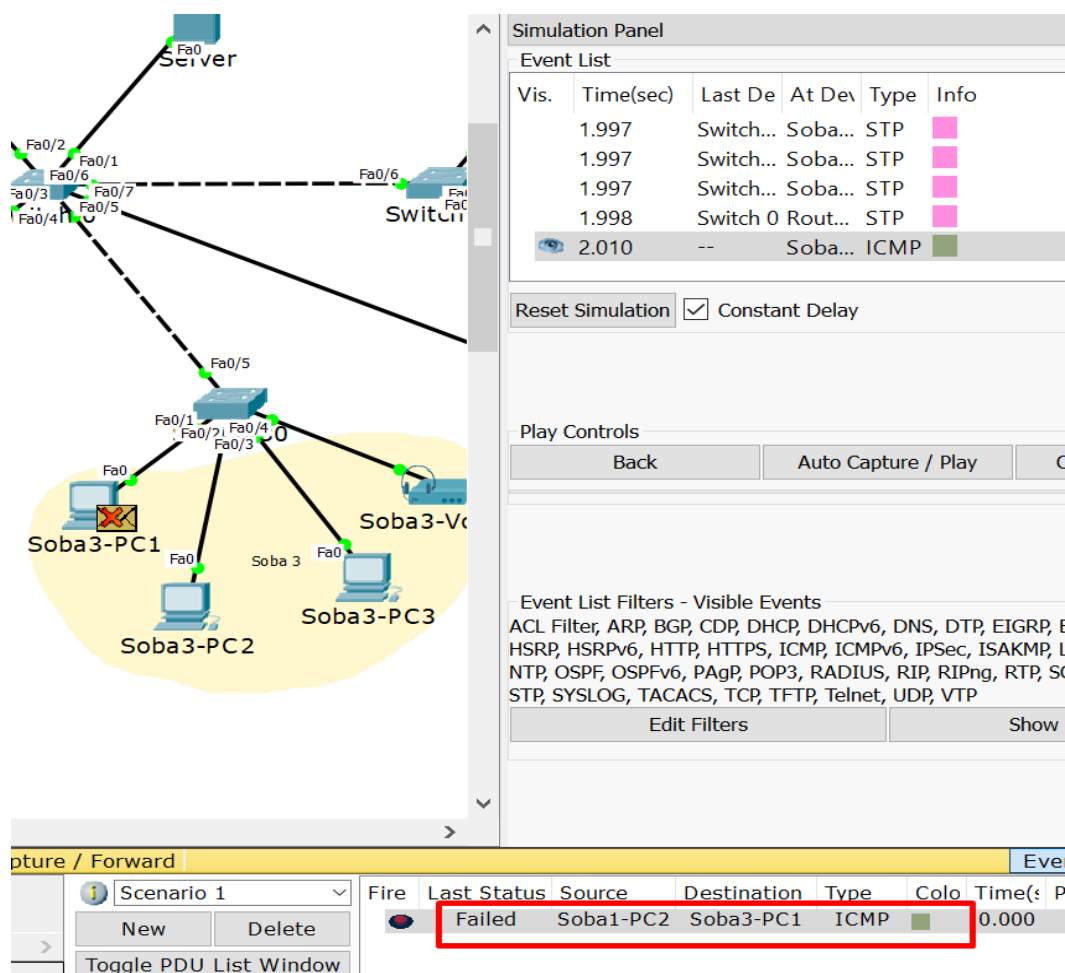 Simulation Panel
Event List
Vis. Time(sec) Last De At Dev Type Info
1.997 Switch... Soba... STP
1.997 Switch... Soba... STP
1.997 Switch... Soba... STP
1.998 Switch 0 Rout... STP
2.010 -- Soba... ICMP
Reset Simulation Constant Delay
Play Controls
Back Auto Capture / Play
Event List Filters - Visible Events
ACL Filter, ARP, BGP, CDP, DHCP, DHCPv6, DNS, DTP, EIGRP,
HSRP, HSRPv6, HTTP, HTTPS, ICMP, ICMPv6, IPSec, ISAKMP,
NTP, OSPF, OSPFv6, PAgP, POP3, RADIUS, RIP, RIPng, RTP,
STP, SYSLOG, TACACS, TCP, TFTP, Telnet, UDP, VTP
Edit Filters Show
Fa0
Server
Fa0/2
Fa0/1
Fa0/6
Fa0/3
Fa0/7
Fa0/5
Fa0/4
Fa0/6
Switch
Fa0/5
Fa0/1
Fa0/2
Fa0/4
Fa0/3
Fa0
Soba3-PC1
Fa0
Soba3-PC2
Soba 3
Fa0
Soba3-PC3
Soba3-Vo
pture / Forward
Scenario 1
New Delete
Toggle PDU List Window
Fire Last Status Source Destination Type Colo Time(s P
Failed Soba1-PC2 Soba3-PC1 ICMP 0.000